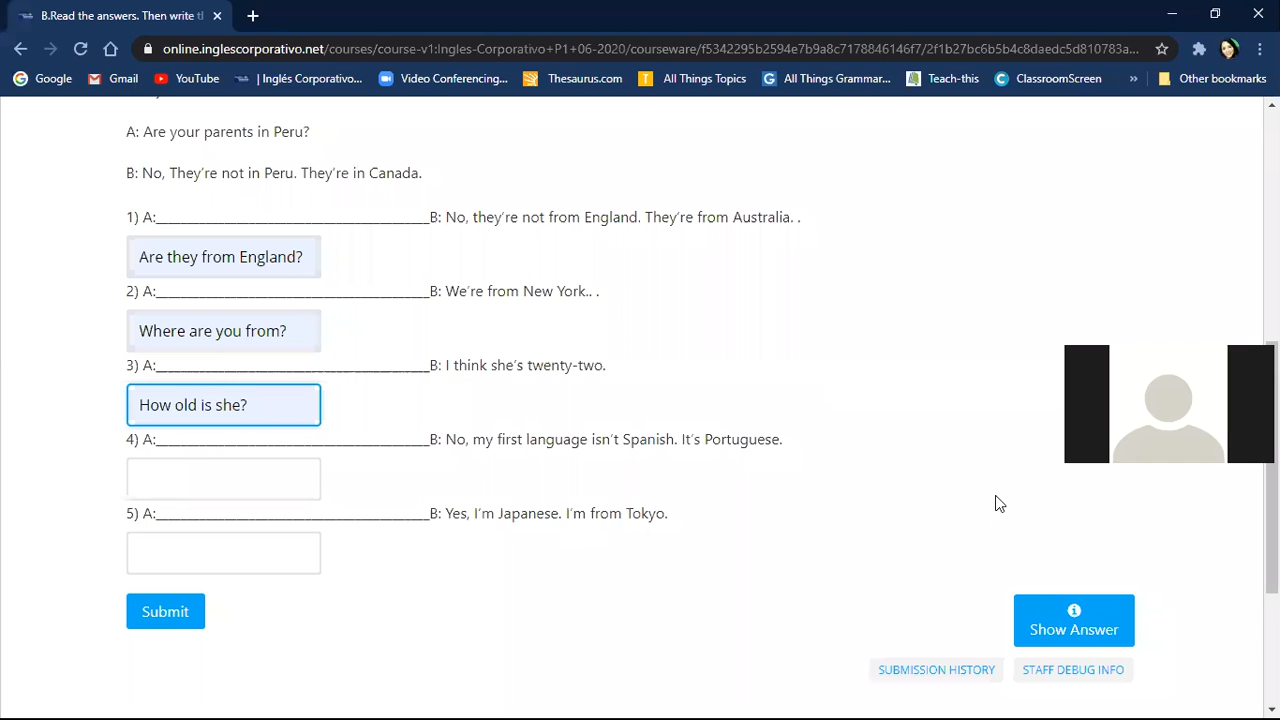 B.Read the answers. Then write tl
online.inglescorporativo.net/courses/course-v1:Ingles-Corporativo+P1+06-2020/courseware/f5342295b2594e7b9a8c7178846146f7/2f1b27bc6b5b4c8daedc5d810783a...
Google Gmail YouTube | Inglés Corporativo... Video Conferencing... Thesaurus.com All Things Topics All Things Grammar... Teach-this ClassroomScreen » Other bookmarks
A: Are your parents in Peru?
B: No, They're not in Peru. They're in Canada.
1) A:___________________________________B: No, they're not from England. They're from Australia. .
Are they from England?
2) A:___________________________________B: We're from New York.. .
Where are you from?
3) A:___________________________________B: I think she's twenty-two.
How old is she?
4) A:___________________________________B: No, my first language isn't Spanish. It's Portuguese.
5) A:___________________________________B: Yes, I'm Japanese. I'm from Tokyo.
Submit
Show Answer
SUBMISSION HISTORY STAFF DEBUG INFO